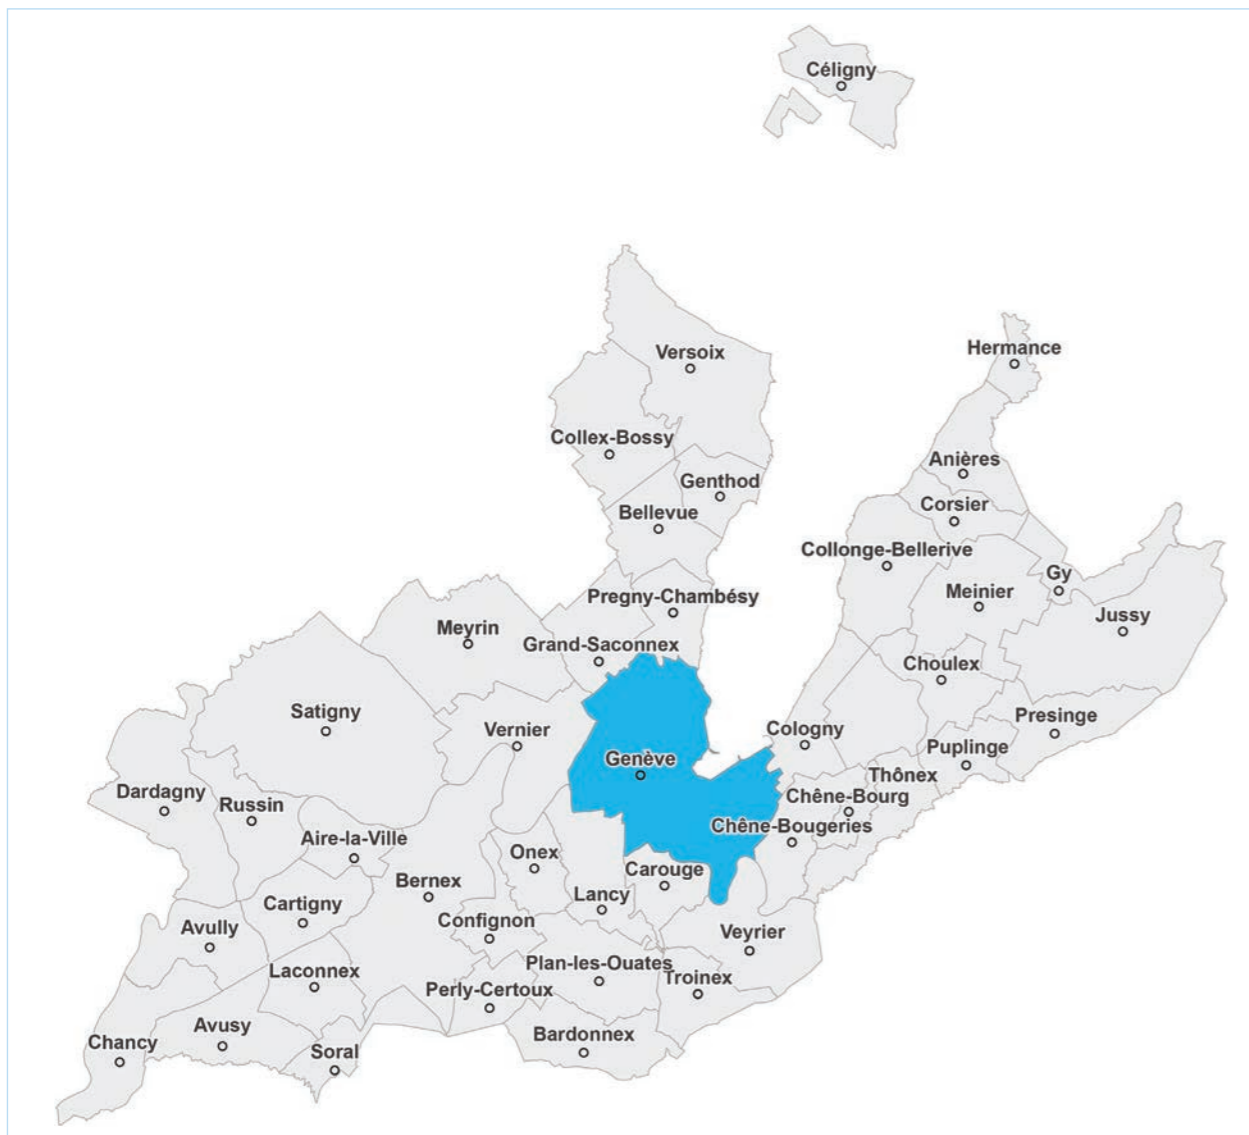 Céligny
Hermance
Versoix
Collex-Bossy
Anières
Genthod
Corsier
Bellevue
Collonge-Bellerive
Gy
Meinier
Pregny-Chambésy
Jussy
Meyrin
Grand-Saconnex
Choulex
Satigny
Presinge
Vernier
Cologny
Puplinge
Genève
Thônex
Dardagny
Chêne-Bourg
Russin
Chêne-Bougeries
Aire-la-Ville
Onex
Carouge
Bernex
Lancy
Cartigny
Confignon
Avully
Veyrier
Plan-les-Ouates
Laconnex
Troinex
Perly-Certoux
Avusy
Bardonnex
Chancy
Soral